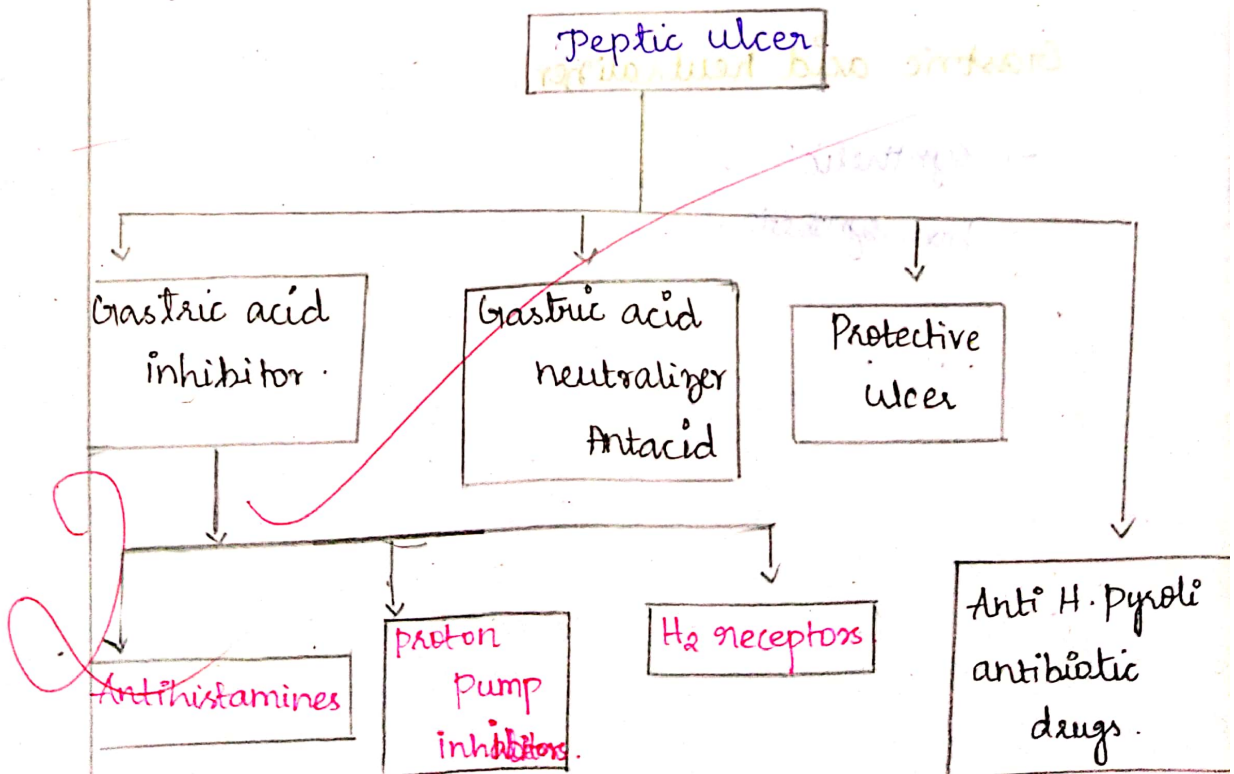 Peptic ulcer
Gastric acid
inhibitor.
Gastric acid
neutralizer
Antacid
Protective
ulcer
Antihistamines
proton
pump
inhibitors.
H2 receptors
Anti H. Pyroli
antibiotic
drugs.